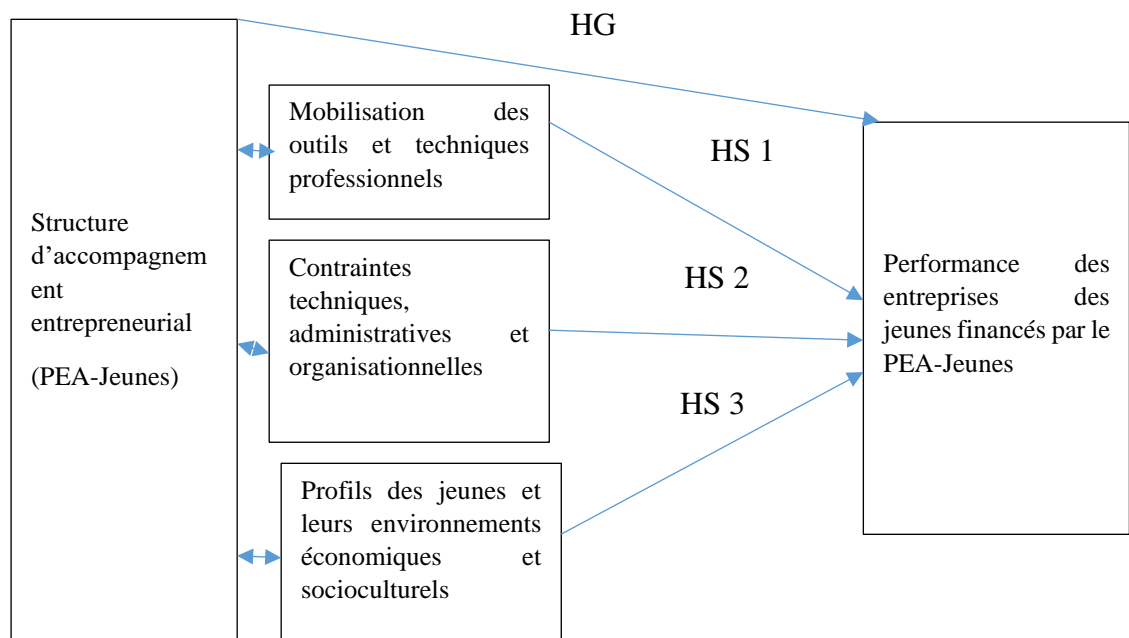 HG
Mobilisation des
outils et techniques
professionnels
HS 1
Structure
d’accompagnem
ent
entrepreneurial
(PEA-Jeunes)
Contraintes
techniques,
administratives et
organisationnelles
HS 2
Performance des
entreprises des
jeunes financés par le
PEA-Jeunes
HS 3
Profils des jeunes et
leurs environnements
économiques et
socioculturels